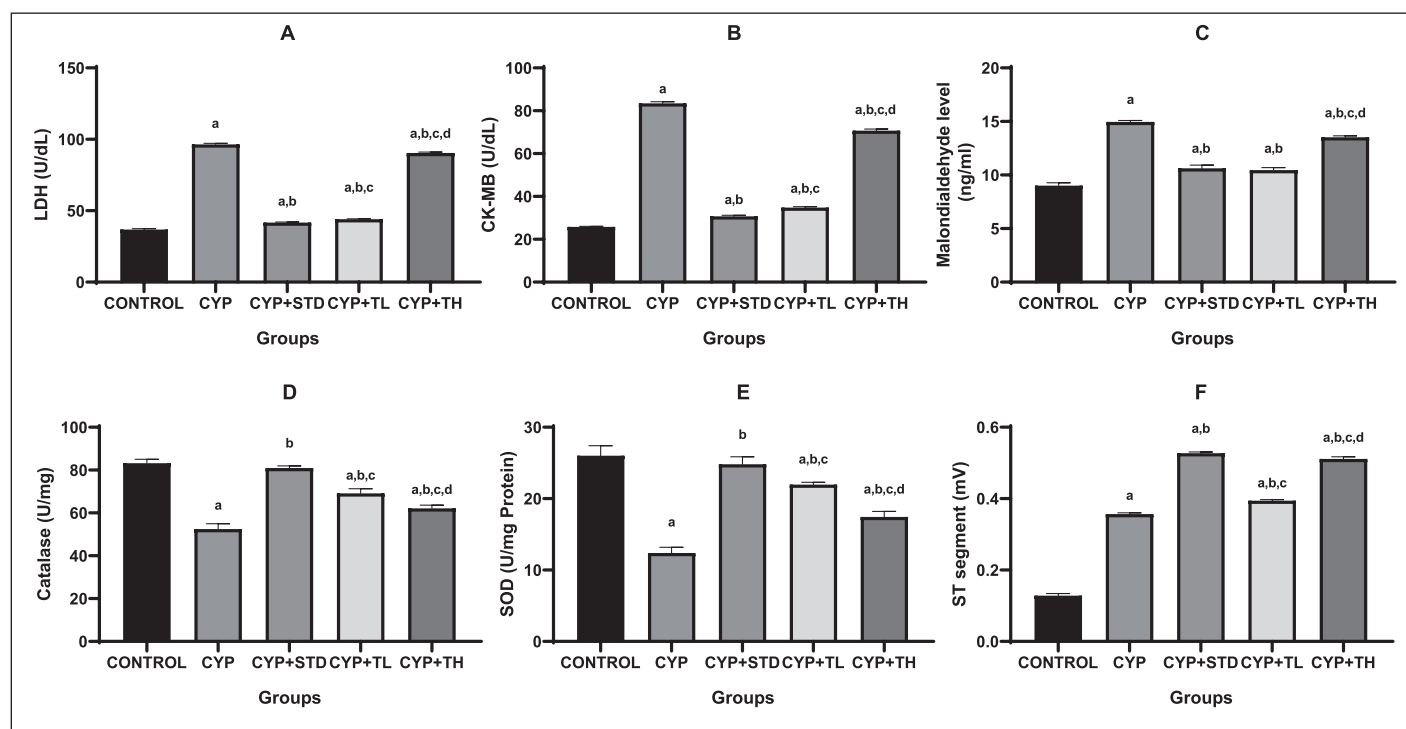 A
LDH (U/dL)
150
100
50
0
a
a,b
a,b,c
a,b,c,d
CONTROL CYP CYP+STD CYP+TL CYP+TH
Groups
B
CK-MB (U/dL)
100
80
60
40
20
0
a
a,b
a,b,c
a,b,c,d
CONTROL CYP CYP+STD CYP+TL CYP+TH
Groups
C
Malondialdehyde level
(ng/ml)
20
15
10
5
0
a
a,b
a,b
a,b,c,d
CONTROL CYP CYP+STD CYP+TL CYP+TH
Groups
D
Catalase (U/mg)
100
80
60
40
20
0
a
b
a,b,c
a,b,c,d
CONTROL CYP CYP+STD CYP+TL CYP+TH
Groups
E
SOD (U/mg Protein)
30
20
10
0
a
b
a,b,c
a,b,c,d
CONTROL CYP CYP+STD CYP+TL CYP+TH
Groups
F
ST segment (mV)
0.6
0.4
0.2
0.0
a
a,b
a,b,c
a,b,c,d
CONTROL CYP CYP+STD CYP+TL CYP+TH
Groups